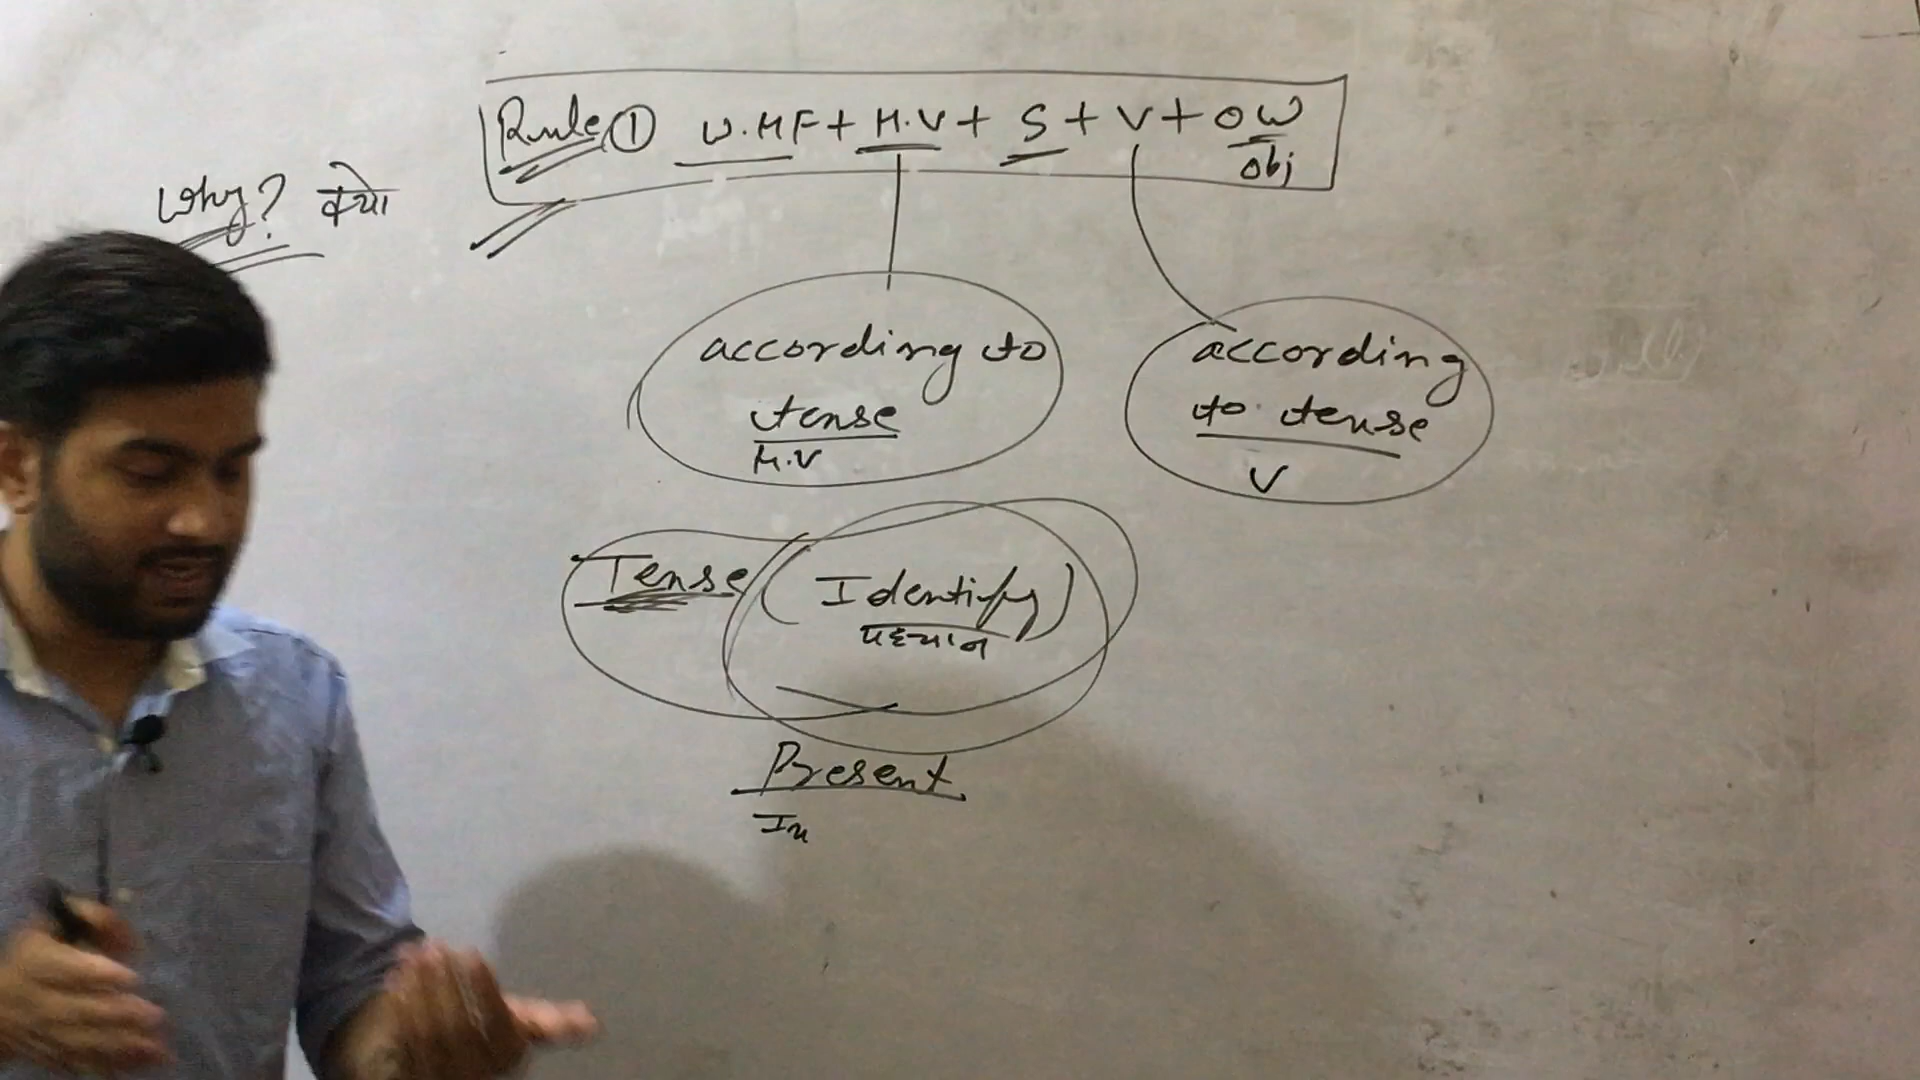 Rule ① W.HF + H.V + S + V + OW
obj
Why? क्यो
according to
tense
H.V
according
to tense
V
Tense (Identify)
पहचान
Present
In